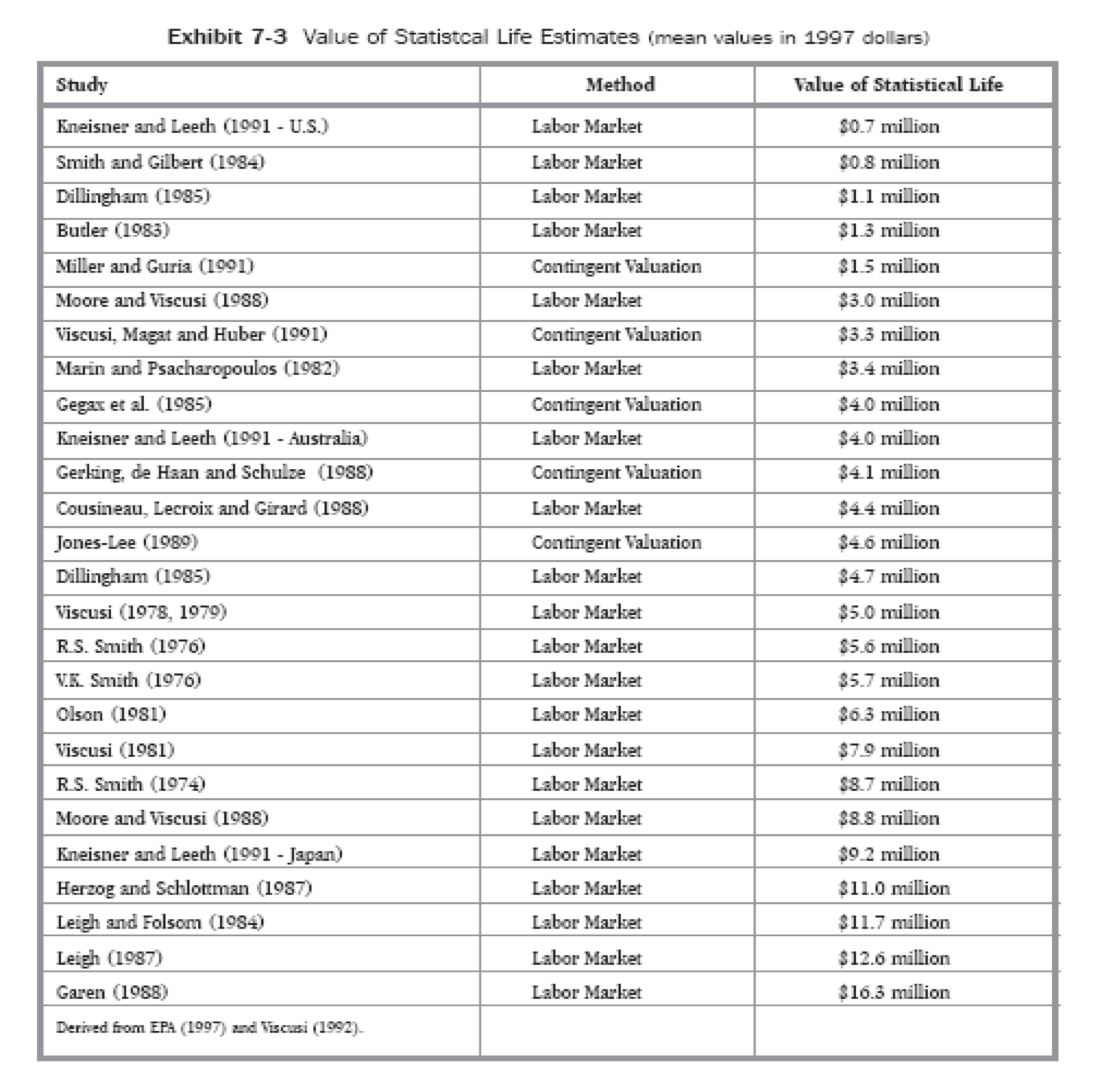 Exhibit 7-3 Value of Statistcal Life Estimates (mean values in 1997 dollars)
Study Method Value of Statistical Life
Kneisner and Leeth (1991 - U.S.) Labor Market $0.7 million
Smith and Gilbert (1984) Labor Market $0.8 million
Dillingham (1985) Labor Market $1.1 million
Butler (1983) Labor Market $1.3 million
Miller and Guria (1991) Contingent Valuation $1.5 million
Moore and Viscusi (1988) Labor Market $3.0 million
Viscusi, Magat and Huber (1991) Contingent Valuation $3.3 million
Marin and Psacharopoulos (1982) Labor Market $3.4 million
Gegax et al. (1985) Contingent Valuation $4.0 million
Kneisner and Leeth (1991 - Australia) Labor Market $4.0 million
Gerking, de Haan and Schulze (1988) Contingent Valuation $4.1 million
Cousineau, Lecroix and Girard (1988) Labor Market $4.4 million
Jones-Lee (1989) Contingent Valuation $4.6 million
Dillingham (1985) Labor Market $4.7 million
Viscusi (1978, 1979) Labor Market $5.0 million
R.S. Smith (1976) Labor Market $5.6 million
V.K. Smith (1976) Labor Market $5.7 million
Olson (1981) Labor Market $6.3 million
Viscusi (1981) Labor Market $7.9 million
R.S. Smith (1974) Labor Market $8.7 million
Moore and Viscusi (1988) Labor Market $8.8 million
Kneisner and Leeth (1991 - Japan) Labor Market $9.2 million
Herzog and Schlottman (1987) Labor Market $11.0 million
Leigh and Folsom (1984) Labor Market $11.7 million
Leigh (1987) Labor Market $12.6 million
Garen (1988) Labor Market $16.3 million
Derived from EPA (1997) and Viscusi (1992).